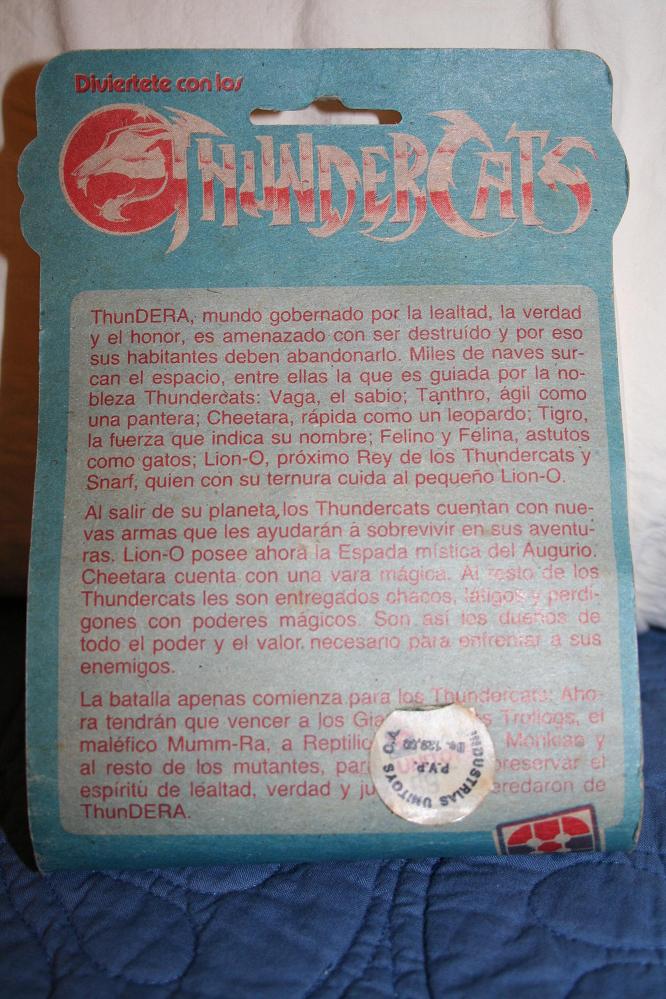 Diviertete con los
THUNDERCATS
ThunDERA, mundo gobernado por la lealtad, la verdad
y el honor, es amenazado con ser destruído y por eso
sus habitantes deben abandonarlo. Miles de naves sur-
can el espacio, entre ellas la que es guiada por la no-
bleza Thundercats: Vaga, el sabio; Tanthro, ágil como
una pantera; Cheetara, rápida como un leopardo; Tigro,
la fuerza que indica su nombre; Felino y Felina, astutos
como gatos; Lion-O, próximo Rey de los Thundercats y
Snarf, quien con su ternura cuida al pequeño Lion-O.
Al salir de su planeta, los Thundercats cuentan con nue-
vas armas que les ayudarán a sobrevivir en sus aventu-
ras. Lion-O posee ahora la Espada mística del Augurio.
Cheetara cuenta con una vara mágica. Al resto de los
Thundercats les son entregados chacos, látigos y perdi-
gones con poderes mágicos. Son así los dueños de
todo el poder y el valor necesario para enfrentar a sus
enemigos.
La batalla apenas comienza para los Thundercats: Aho-
ra tendrán que vencer a los Trollogs, el
maléfico Mumm-Ra, a Monkian y
al resto de los mutantes, preservar el
espíritu de lealtad, verdad y de
ThunDERA.
INDUSTRIAS UNITOYS
P.V.P.